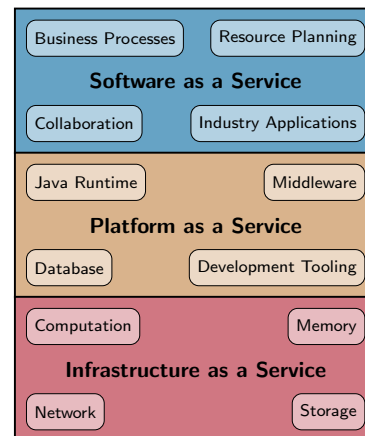 Business Processes
Resource Planning
Software as a Service
Collaboration
Industry Applications
Java Runtime
Middleware
Platform as a Service
Database
Development Tooling
Computation
Memory
Infrastructure as a Service
Network
Storage